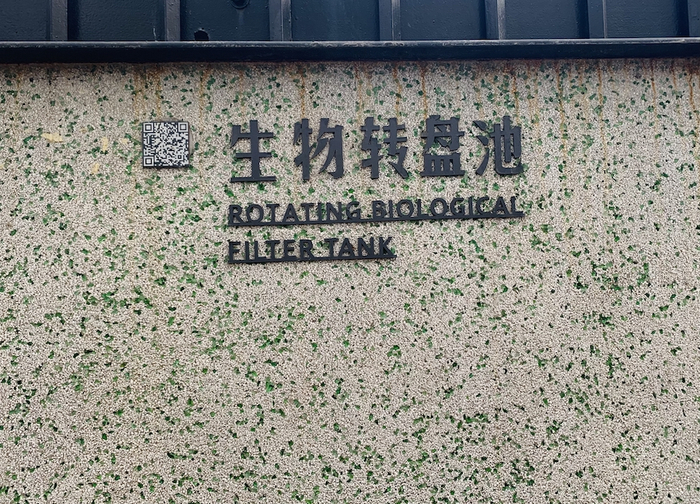 生物转盘池
ROTATING BIOLOGICAL
FILTER TANK